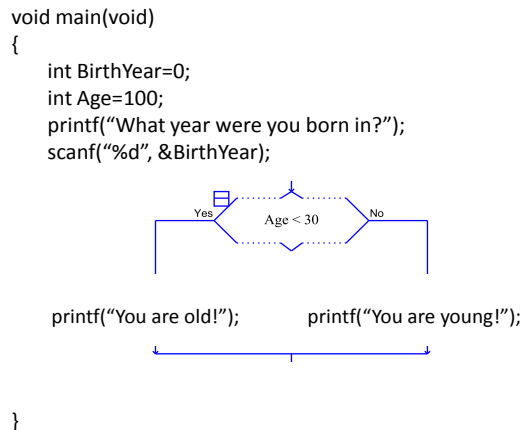 void main(void)
{
int BirthYear=0;
int Age=100;
printf(“What year were you born in?”);
scanf(“%d”, &BirthYear);
Yes Age < 30 No
printf(“You are old!”); printf(“You are young!”);
}